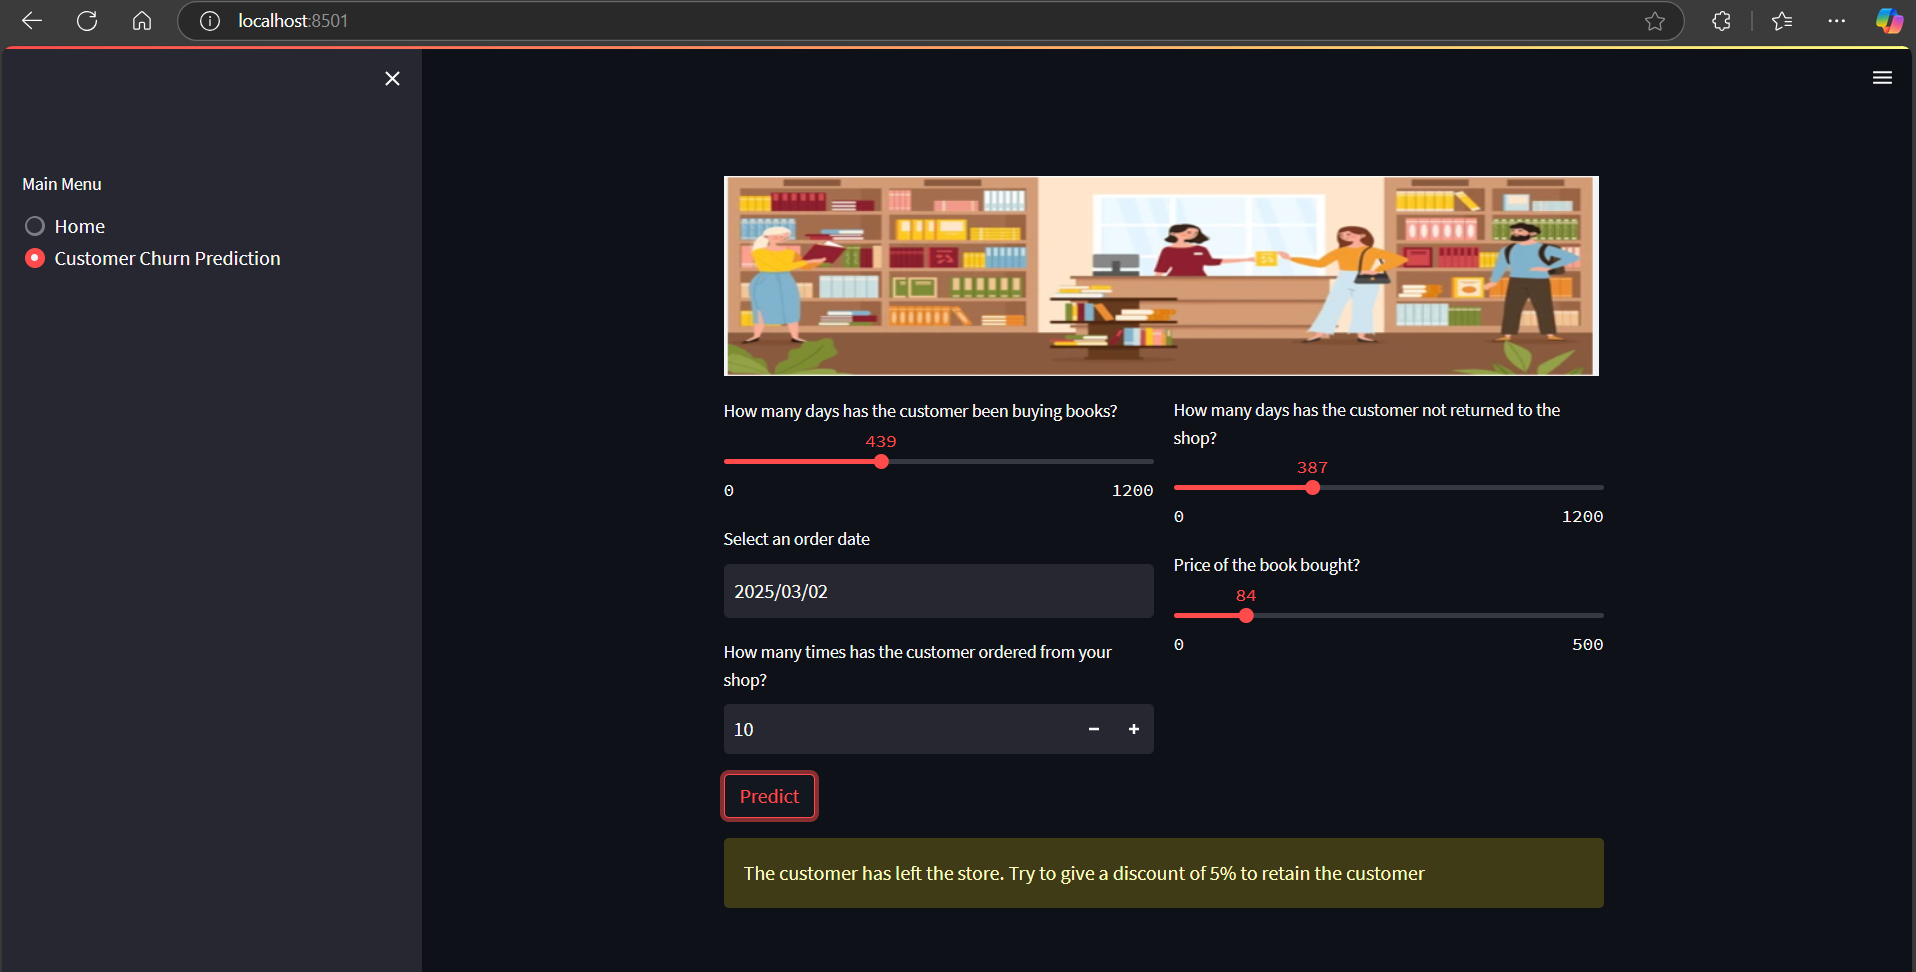 localhost:8501
Main Menu
Home
Customer Churn Prediction
How many days has the customer been buying books?
439
0
1200
Select an order date
2025/03/02
How many times has the customer ordered from your
shop?
10
How many days has the customer not returned to the
shop?
387
0
1200
Price of the book bought?
84
0
500
Predict
The customer has left the store. Try to give a discount of 5% to retain the customer